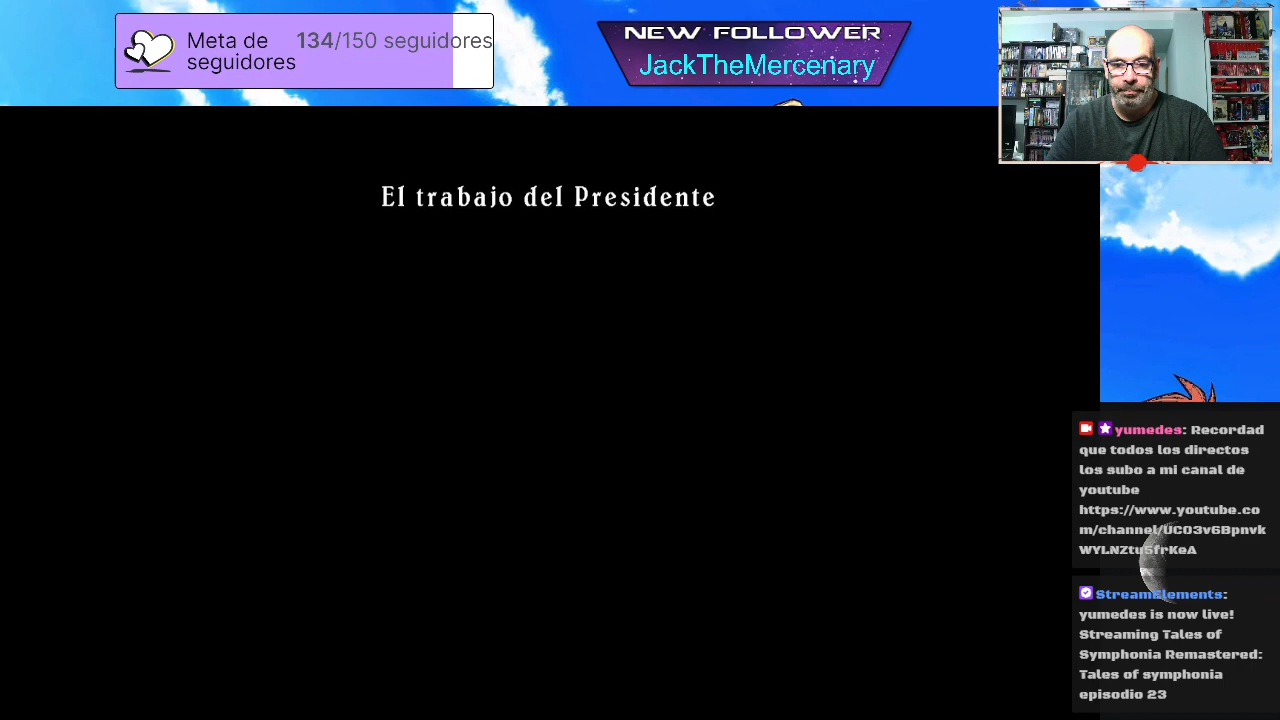 Meta de seguidores
134/150 seguidores
NEW FOLLOWER
JackTheMercenary
El trabajo del Presidente
yumedes: Recordad
que todos los directos
los subo a mi canal de
youtube
https://www.youtube.co
m/channel/UCO3v6Bpnvk
WYLNZtu5frKeA
StreamElements:
yumedes is now live!
Streaming Tales of
Symphonia Remastered:
Tales of symphonia
episodio 23